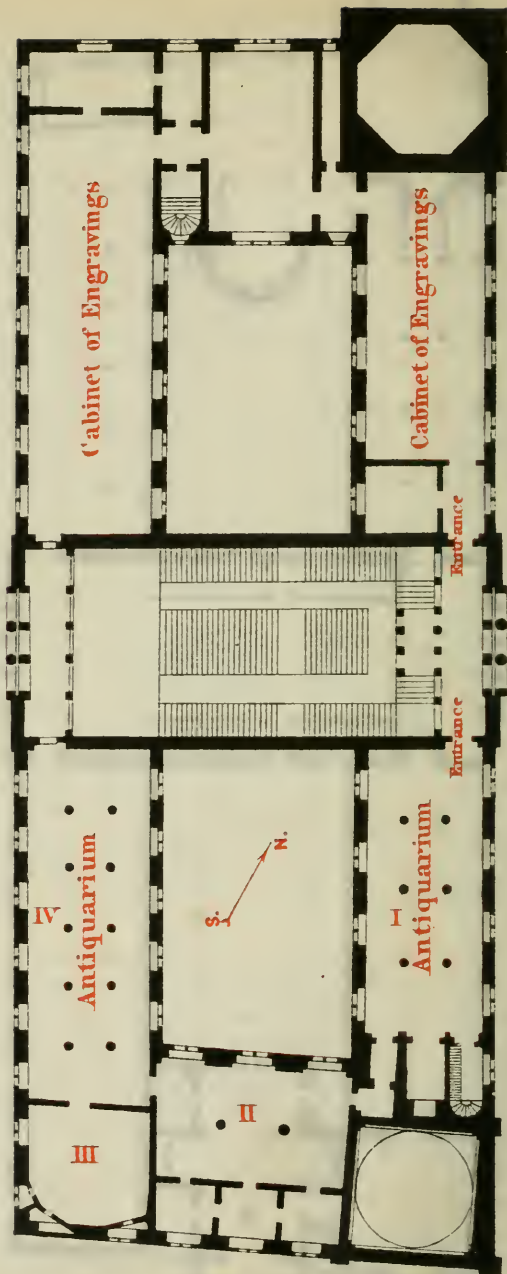 Cabinet of Engravings
Cabinet of Engravings
Entrance
Entrance
IV
Antiquarium
S.
N.
I
Antiquarium
II
III